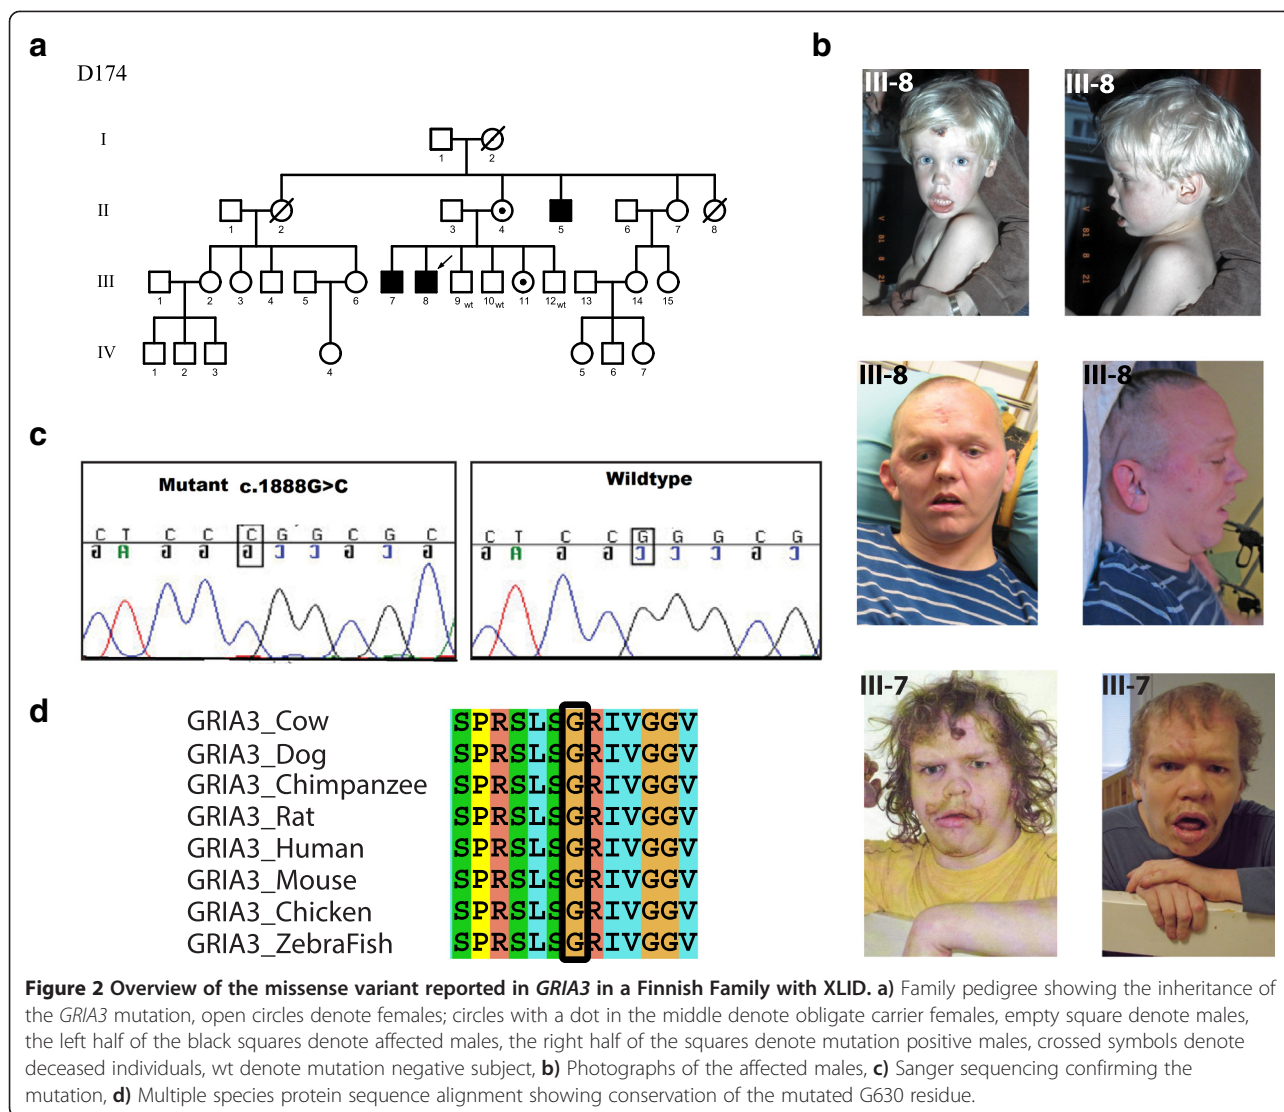 a
D174
I
1 2
II
1 2 3 4 5 6 7 8
III
1 2 3 4 5 6 7 8 9 wt 10 wt 11 12 wt 13 14 15
IV
1 2 3 4 5 6 7
b
III-8
III-8
III-8
III-8
III-7
III-7
c
Mutant c.1888G>C
C T C C C G G C G C
Wildtype
C T C C G G G C G
d
GRIA3_Cow SPRSLSGRIVGGV
GRIA3_Dog SPRSLSGRIVGGV
GRIA3_Chimpanzee SPRSLSGRIVGGV
GRIA3_Rat SPRSLSGRIVGGV
GRIA3_Human SPRSLSGRIVGGV
GRIA3_Mouse SPRSLSGRIVGGV
GRIA3_Chicken SPRSLSGRIVGGV
GRIA3_ZebraFish SPRSLSGRIVGGV
Figure 2 Overview of the missense variant reported in GRIA3 in a Finnish Family with XLID. a) Family pedigree showing the inheritance of
the GRIA3 mutation, open circles denote females; circles with a dot in the middle denote obligate carrier females, empty square denote males,
the left half of the black squares denote affected males, the right half of the squares denote mutation positive males, crossed symbols denote
deceased individuals, wt denote mutation negative subject, b) Photographs of the affected males, c) Sanger sequencing confirming the
mutation, d) Multiple species protein sequence alignment showing conservation of the mutated G630 residue.